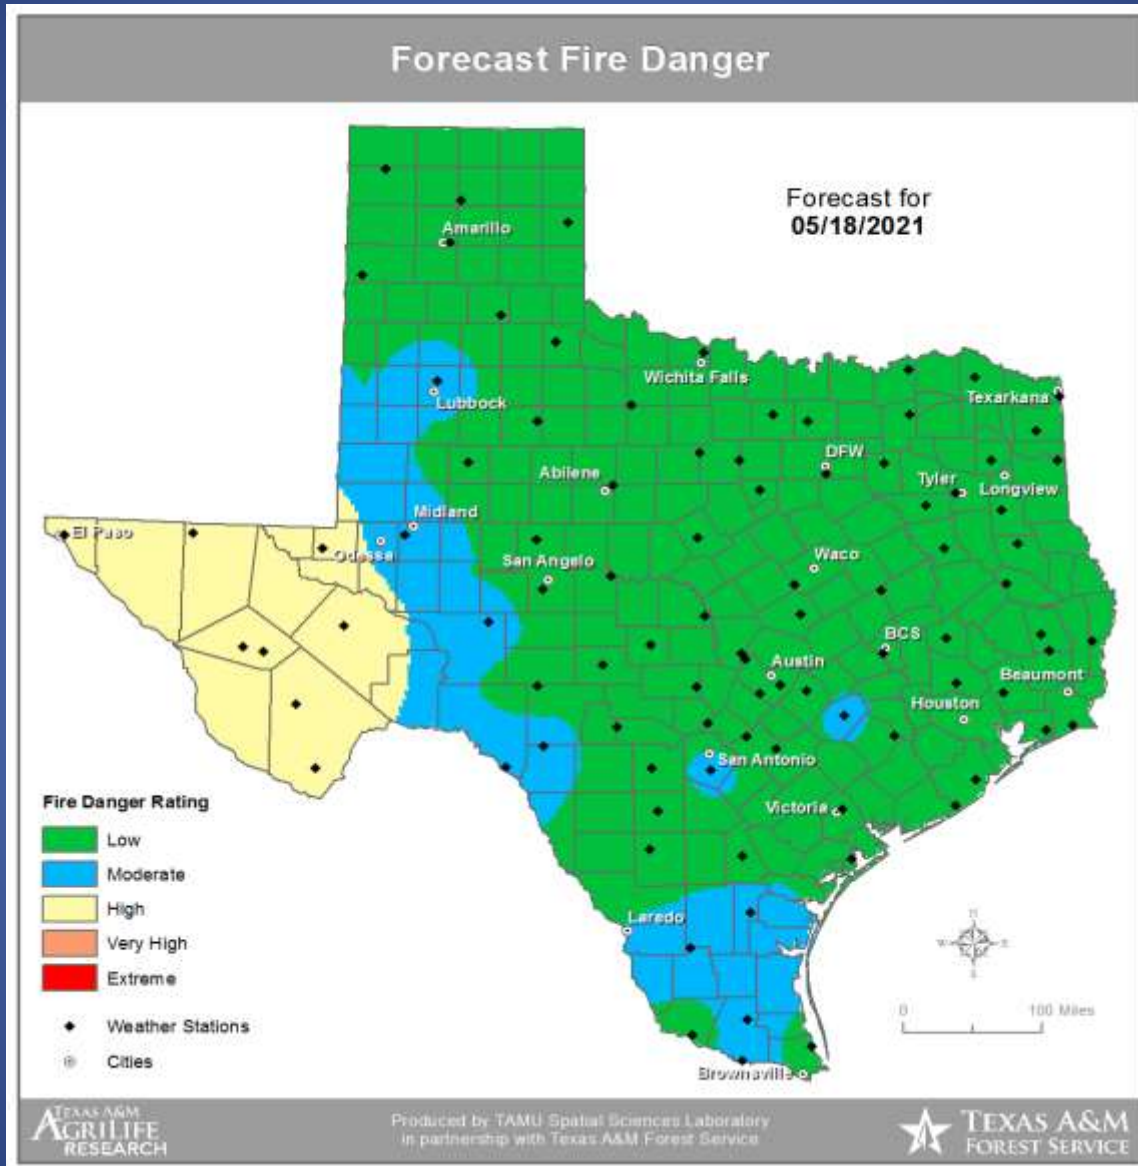 Forecast Fire Danger
Forecast for
05/18/2021
Amarillo
Wichita Falls
Lubbock
Texarkana
DFW
Abilene
Tyler
Longview
Midland
El Paso
Odessa
San Angelo
Waco
BCS
Austin
Beaumont
Houston
San Antonio
Victoria
Laredo
Brownsville
Fire Danger Rating
Low
Moderate
High
Very High
Extreme
Weather Stations
Cities
N
W E
S
0 100 Miles
TEXAS A&M
AGRILIFE
RESEARCH
Produced by TAMU Spatial Sciences Laboratory
in partnership with Texas A&M Forest Service
TEXAS A&M
FOREST SERVICE